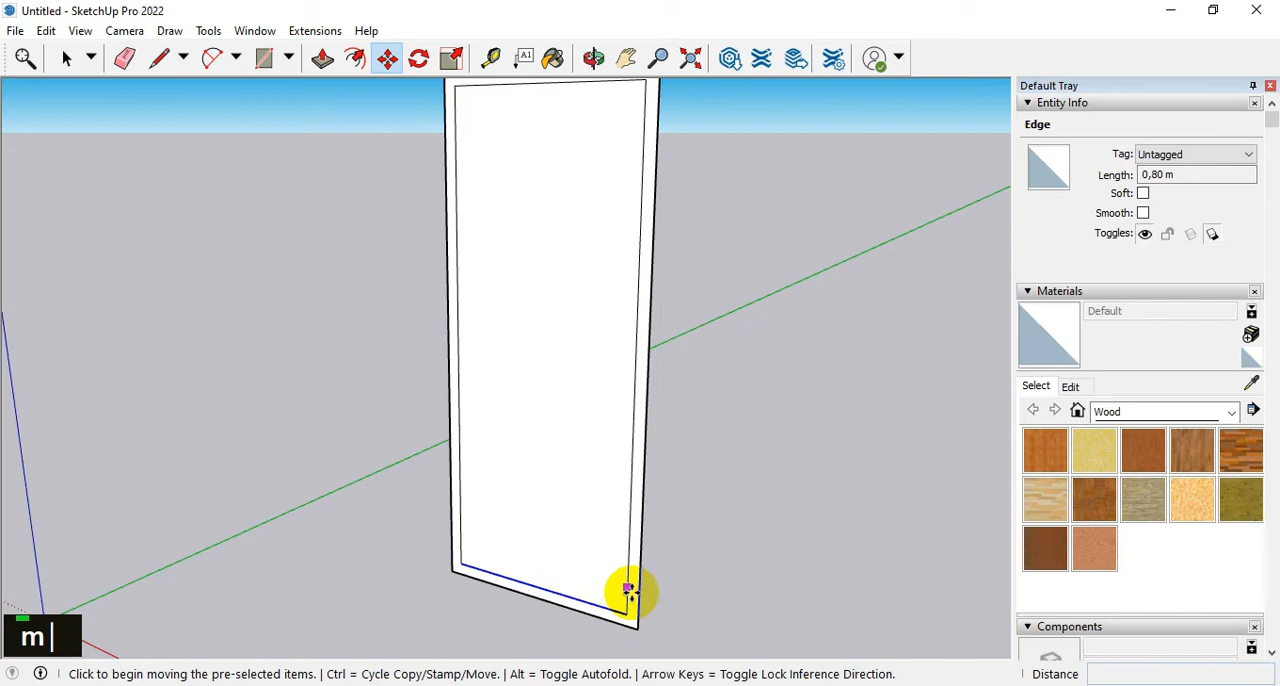 Untitled - SketchUp Pro 2022
File Edit View Camera Draw Tools Window Extensions Help
A1
Default Tray
Entity Info
Edge
Tag: Untagged
Length: 0,80 m
Soft:
Smooth:
Toggles:
Materials
Default
Select Edit
Wood
Components
m
Click to begin moving the pre-selected items. | Ctrl = Cycle Copy/Stamp/Move. | Alt = Toggle Autofold. | Arrow Keys = Toggle Lock Inference Direction.
Distance